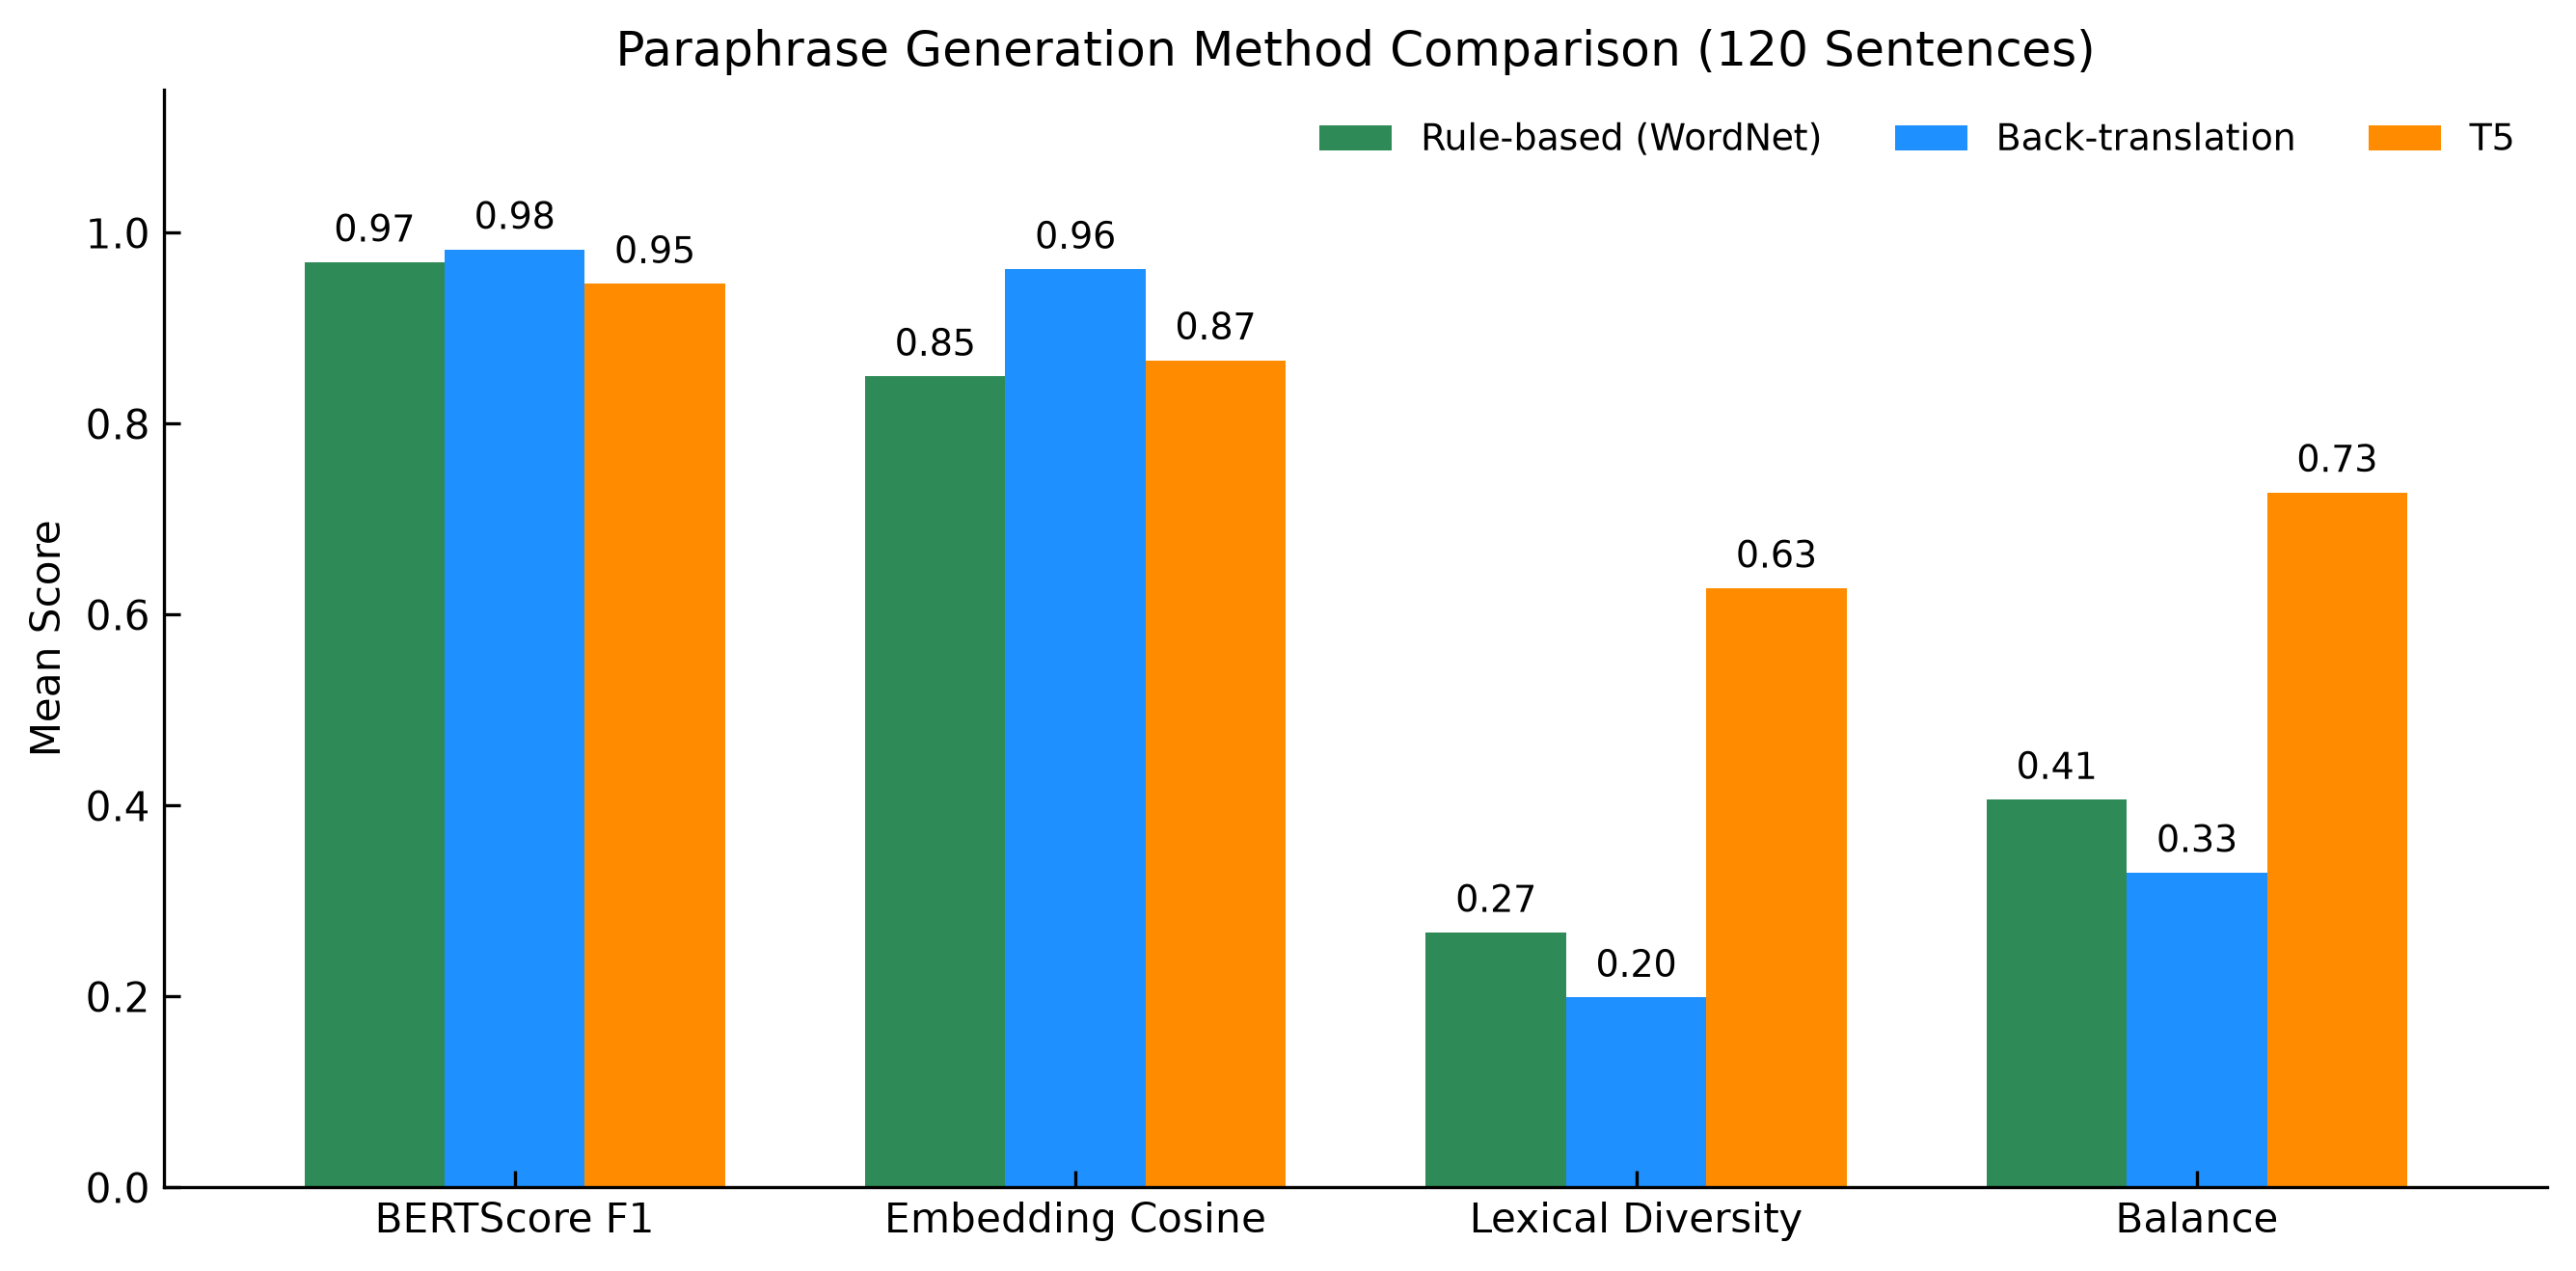 Paraphrase Generation Method Comparison (120 Sentences)
Rule-based (WordNet) Back-translation T5
Mean Score
1.0
0.8
0.6
0.4
0.2
0.0
0.97 0.98 0.95
0.85 0.96 0.87
0.27 0.20 0.63
0.41 0.33 0.73
BERTScore F1 Embedding Cosine Lexical Diversity Balance